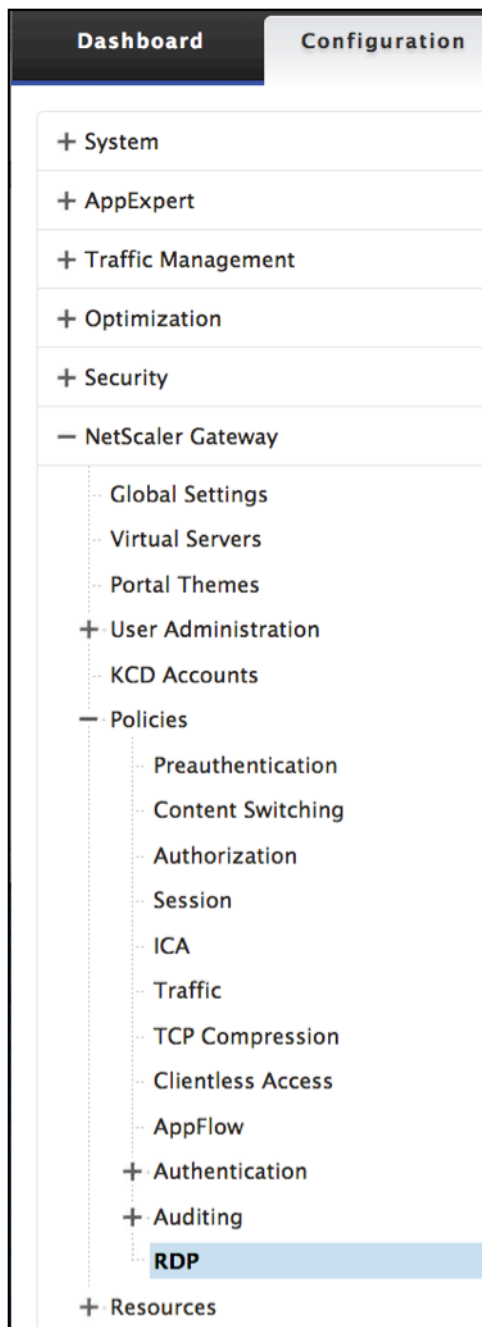 Dashboard Configuration
System
AppExpert
Traffic Management
Optimization
Security
NetScaler Gateway
Global Settings
Virtual Servers
Portal Themes
User Administration
KCD Accounts
Policies
Preauthentication
Content Switching
Authorization
Session
ICA
Traffic
TCP Compression
Clientless Access
AppFlow
Authentication
Auditing
RDP
Resources